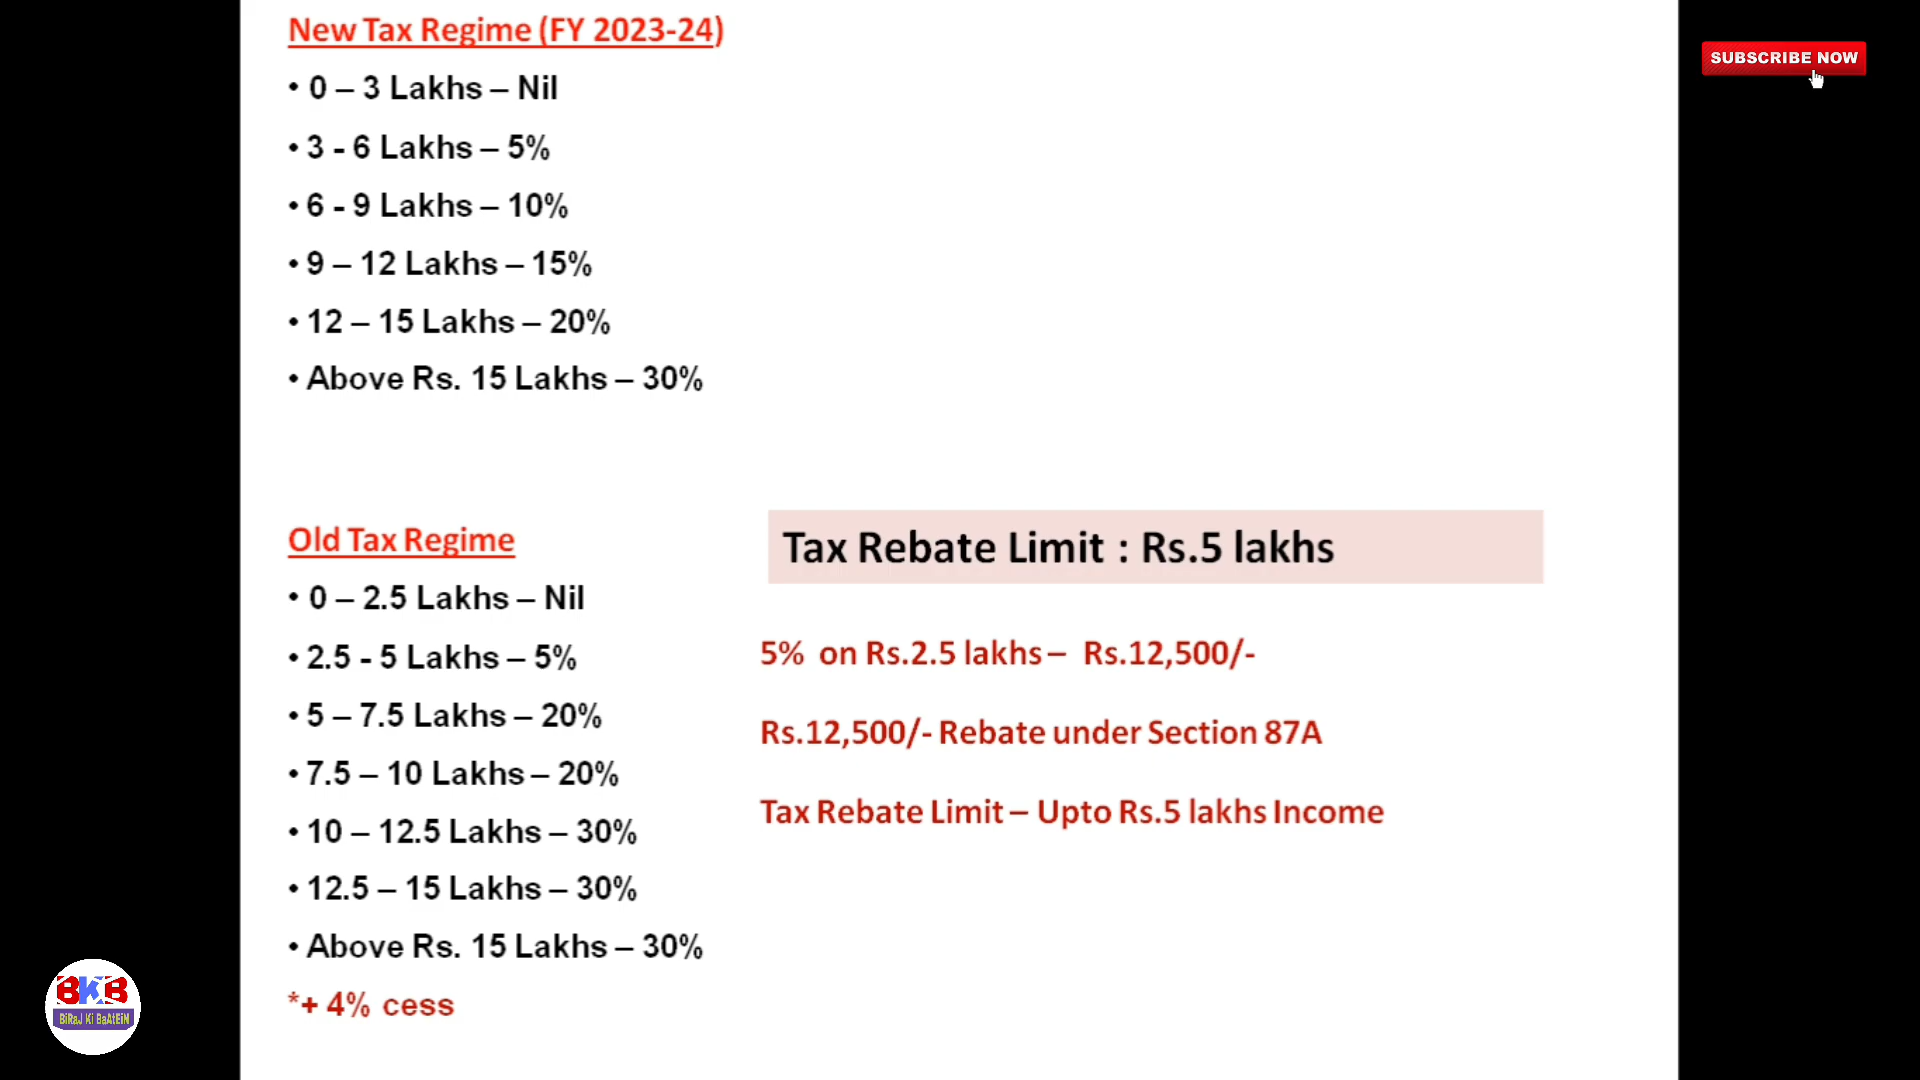 New Tax Regime (FY 2023-24)
SUBSCRIBE NOW
• 0 – 3 Lakhs – Nil
• 3 - 6 Lakhs – 5%
• 6 - 9 Lakhs – 10%
• 9 – 12 Lakhs – 15%
• 12 – 15 Lakhs – 20%
• Above Rs. 15 Lakhs – 30%
Old Tax Regime
• 0 – 2.5 Lakhs – Nil
• 2.5 - 5 Lakhs – 5%
• 5 – 7.5 Lakhs – 20%
• 7.5 – 10 Lakhs – 20%
• 10 – 12.5 Lakhs – 30%
• 12.5 – 15 Lakhs – 30%
• Above Rs. 15 Lakhs – 30%
*+ 4% cess
Tax Rebate Limit : Rs.5 lakhs
5% on Rs.2.5 lakhs – Rs.12,500/-
Rs.12,500/- Rebate under Section 87A
Tax Rebate Limit – Upto Rs.5 lakhs Income
BKB
BiRaJ Ki BaAtEiN